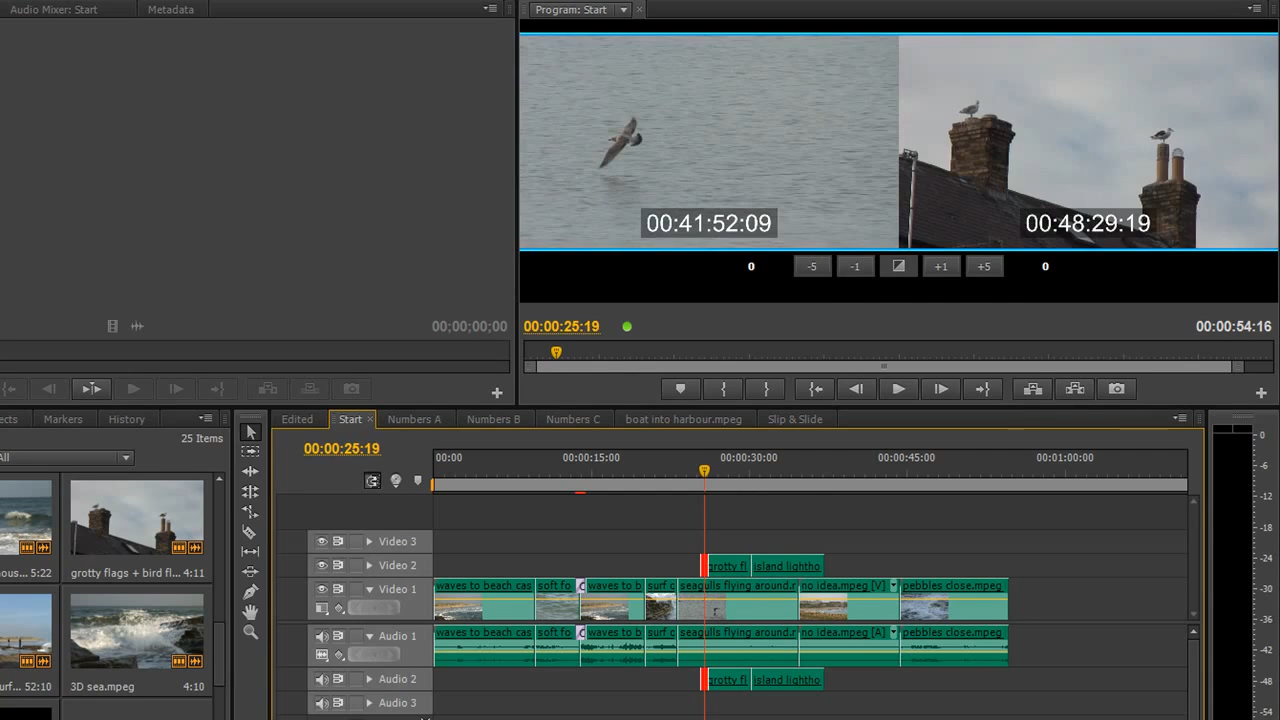 Audio Mixer: Start
Metadata
Program: Start
00:41:52:09
00:48:29:19
0
-5
-1
+1
+5
0
00;00;00;00
00:00:25:19
00:00:54:16
ects
Markers
History
25 Items
All
nous... 5:22
grotty flags + bird fl... 4:11
urf... 52:10
3D sea.mpeg
4:10
Edited
Start
Numbers A
Numbers B
Numbers C
boat into harbour.mpeg
Slip & Slide
00:00:25:19
00:00
00:00:15:00
00:00:30:00
00:00:45:00
00:01:00:00
Video 3
Video 2
grotty fl
island lightho
Video 1
waves to beach cas
soft fo
waves to b
surf c
seagulls flying around.r
no idea.mpeg [V]
pebbles close.mpeg
Audio 1
waves to beach cas
soft fo
waves to b
surf c
seagulls flying around.r
no idea.mpeg [A]
pebbles close.mpeg
Audio 2
grotty fl
island lightho
Audio 3
0
-6
-12
-18
-24
-30
-36
-42
-48
-54